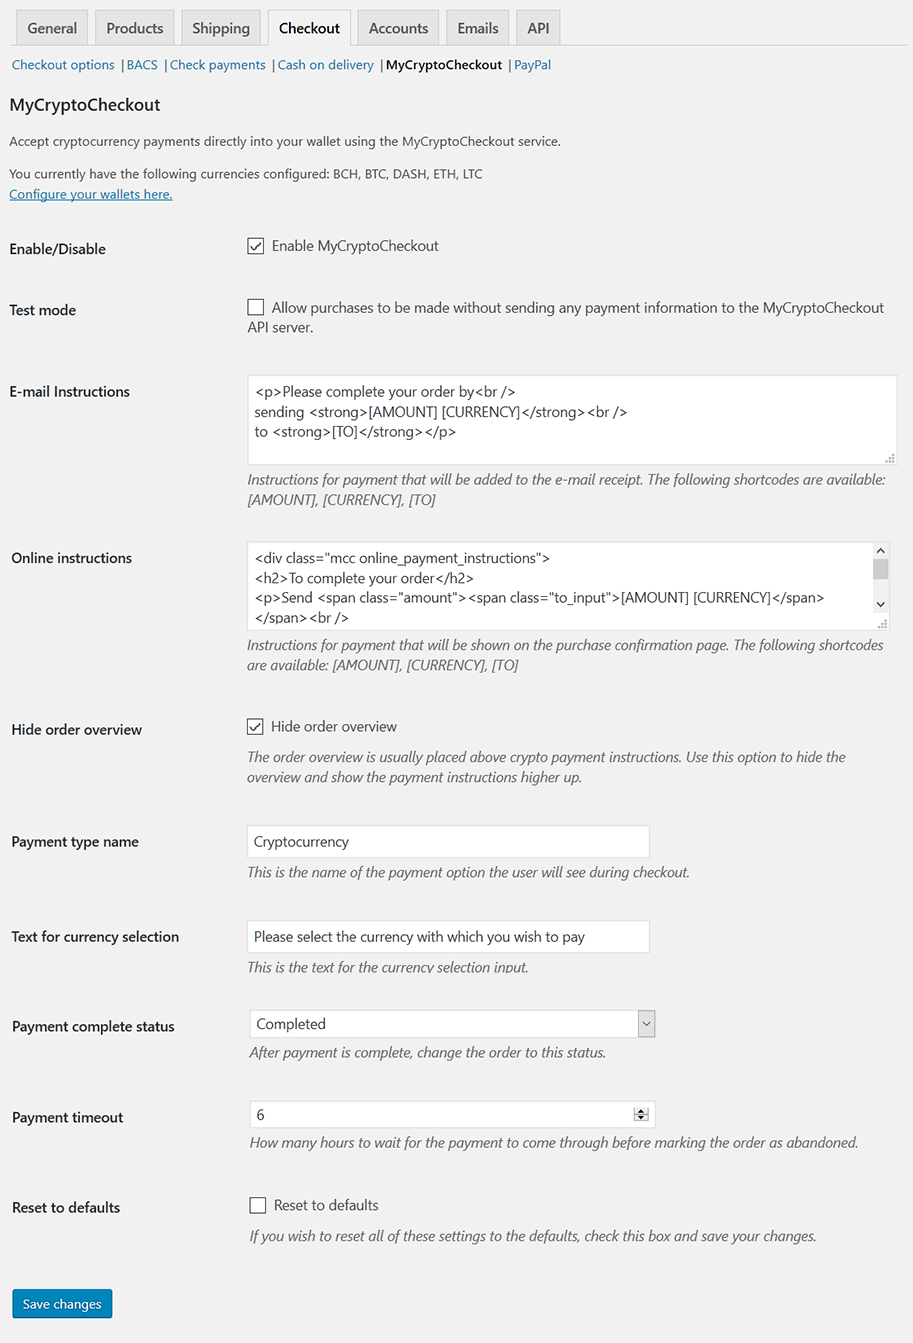 General Products Shipping Checkout Accounts Emails API
Checkout options | BACS | Check payments | Cash on delivery | MyCryptoCheckout | PayPal
MyCryptoCheckout
Accept cryptocurrency payments directly into your wallet using the MyCryptoCheckout service.
You currently have the following currencies configured: BCH, BTC, DASH, ETH, LTC
Configure your wallets here.
Enable/Disable
Enable MyCryptoCheckout
Test mode
Allow purchases to be made without sending any payment information to the MyCryptoCheckout
API server.
E-mail Instructions
<p>Please complete your order by<br />
sending <strong>[AMOUNT] [CURRENCY]</strong><br />
to <strong>[TO]</strong></p>
Instructions for payment that will be added to the e-mail receipt. The following shortcodes are available:
[AMOUNT], [CURRENCY], [TO]
Online instructions
<div class="mcc online_payment_instructions">
<h2>To complete your order</h2>
<p>Send <span class="amount"><span class="to_input">[AMOUNT] [CURRENCY]</span>
</span><br />
Instructions for payment that will be shown on the purchase confirmation page. The following shortcodes
are available: [AMOUNT], [CURRENCY], [TO]
Hide order overview
Hide order overview
The order overview is usually placed above crypto payment instructions. Use this option to hide the
overview and show the payment instructions higher up.
Payment type name
Cryptocurrency
This is the name of the payment option the user will see during checkout.
Text for currency selection
Please select the currency with which you wish to pay
This is the text for the currency selection input.
Payment complete status
Completed
After payment is complete, change the order to this status.
Payment timeout
6
How many hours to wait for the payment to come through before marking the order as abandoned.
Reset to defaults
Reset to defaults
If you wish to reset all of these settings to the defaults, check this box and save your changes.
Save changes